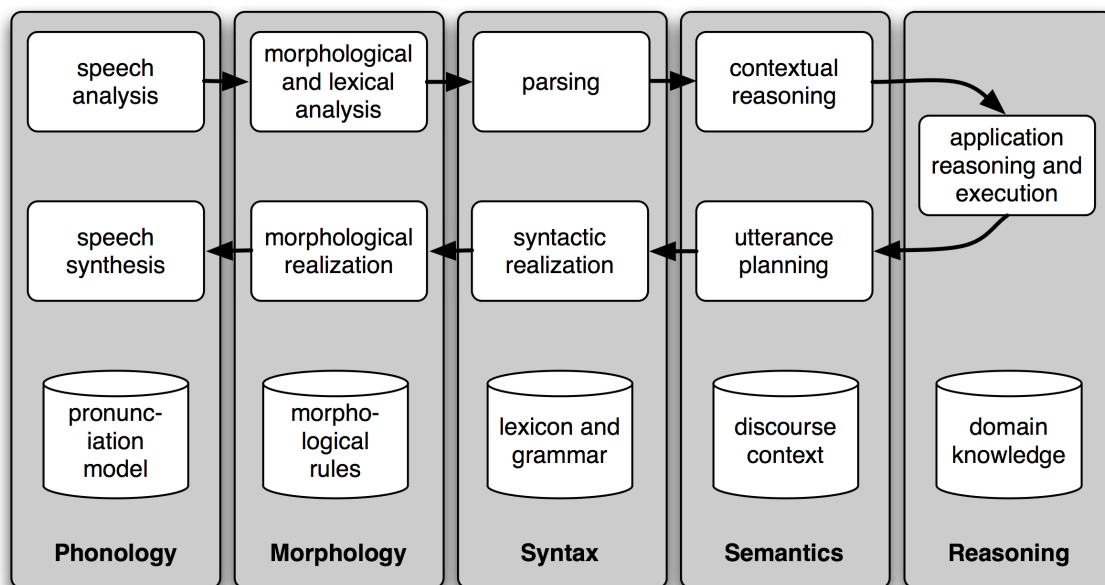 speech
analysis
morphological
and lexical
analysis
parsing
contextual
reasoning
application
reasoning and
execution
speech
synthesis
morphological
realization
syntactic
realization
utterance
planning
pronunc-
iation
model
morpho-
logical
rules
lexicon and
grammar
discourse
context
domain
knowledge
Phonology
Morphology
Syntax
Semantics
Reasoning